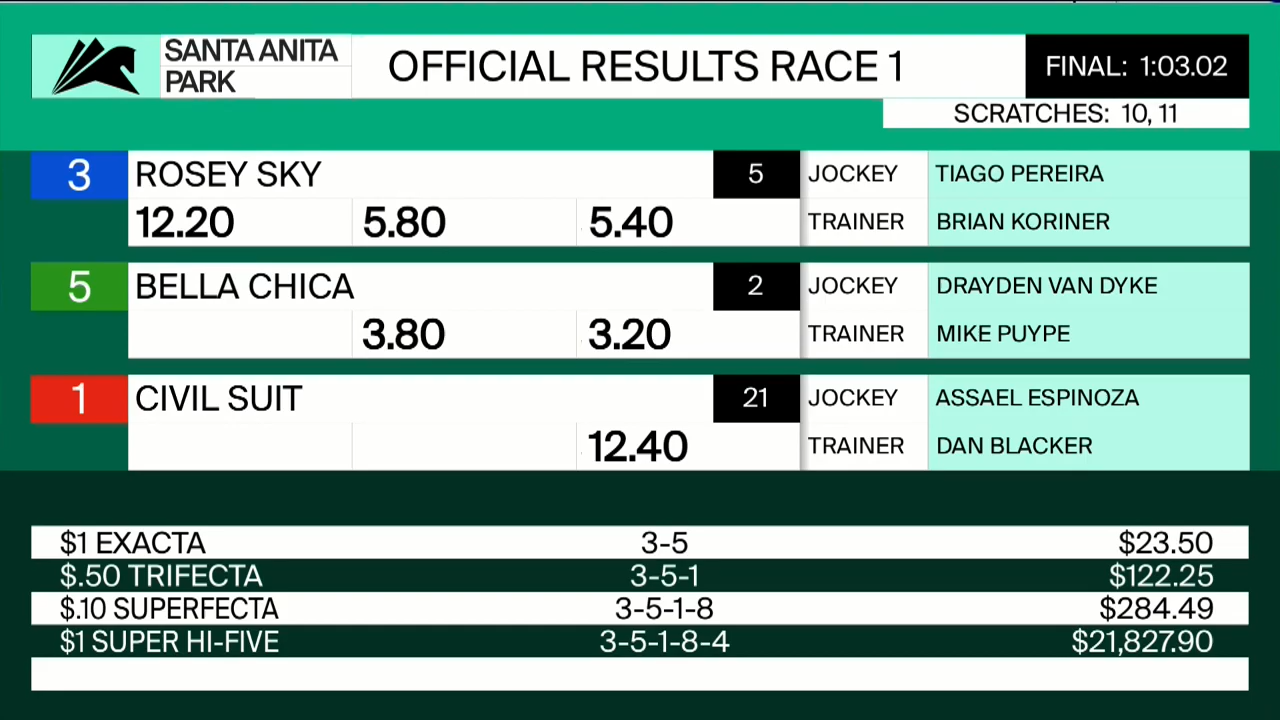 SANTA ANITA PARK
OFFICIAL RESULTS RACE 1
FINAL: 1:03.02
SCRATCHES: 10, 11
3 ROSEY SKY 5 JOCKEY TIAGO PEREIRA
12.20 5.80 5.40 TRAINER BRIAN KORINER
5 BELLA CHICA 2 JOCKEY DRAYDEN VAN DYKE
3.80 3.20 TRAINER MIKE PUYPE
1 CIVIL SUIT 21 JOCKEY ASSAEL ESPINOZA
12.40 TRAINER DAN BLACKER
$1 EXACTA 3-5 $23.50
$.50 TRIFECTA 3-5-1 $122.25
$.10 SUPERFECTA 3-5-1-8 $284.49
$1 SUPER HI-FIVE 3-5-1-8-4 $21,827.90